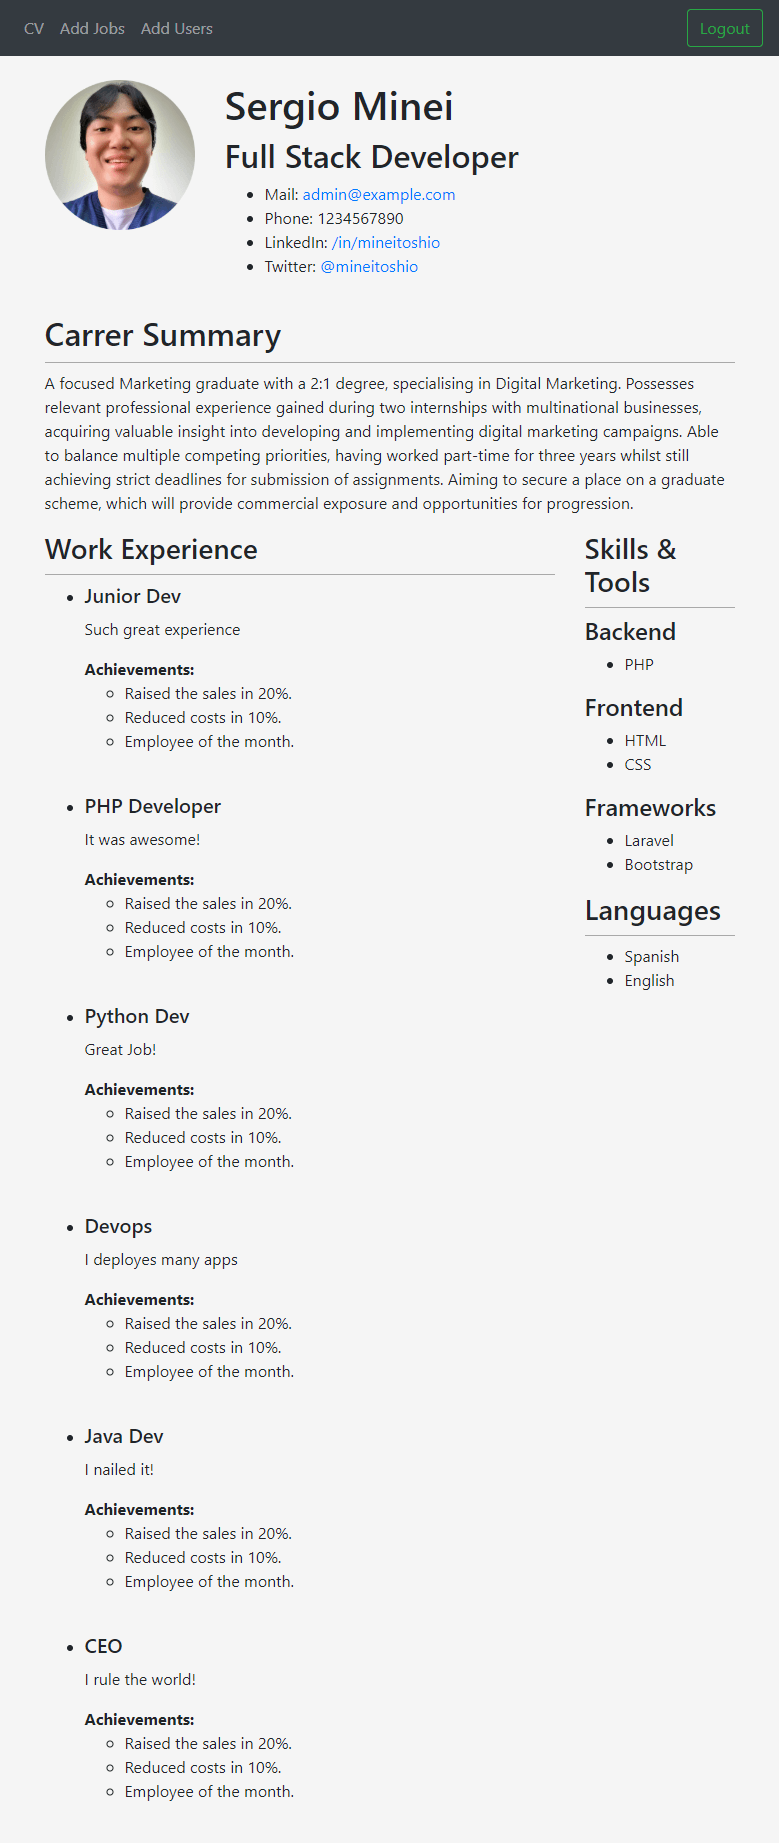 CV Add Jobs Add Users Logout
Sergio Minei
Full Stack Developer
Mail: admin@example.com
Phone: 1234567890
LinkedIn: /in/mineitoshio
Twitter: @mineitoshio
Carrer Summary
A focused Marketing graduate with a 2:1 degree, specialising in Digital Marketing. Possesses
relevant professional experience gained during two internships with multinational businesses,
acquiring valuable insight into developing and implementing digital marketing campaigns. Able
to balance multiple competing priorities, having worked part-time for three years whilst still
achieving strict deadlines for submission of assignments. Aiming to secure a place on a graduate
scheme, which will provide commercial exposure and opportunities for progression.
Work Experience
Junior Dev
Such great experience
Achievements:
Raised the sales in 20%.
Reduced costs in 10%.
Employee of the month.
PHP Developer
It was awesome!
Achievements:
Raised the sales in 20%.
Reduced costs in 10%.
Employee of the month.
Python Dev
Great Job!
Achievements:
Raised the sales in 20%.
Reduced costs in 10%.
Employee of the month.
Devops
I deployes many apps
Achievements:
Raised the sales in 20%.
Reduced costs in 10%.
Employee of the month.
Java Dev
I nailed it!
Achievements:
Raised the sales in 20%.
Reduced costs in 10%.
Employee of the month.
CEO
I rule the world!
Achievements:
Raised the sales in 20%.
Reduced costs in 10%.
Employee of the month.
Skills &
Tools
Backend
PHP
Frontend
HTML
CSS
Frameworks
Laravel
Bootstrap
Languages
Spanish
English